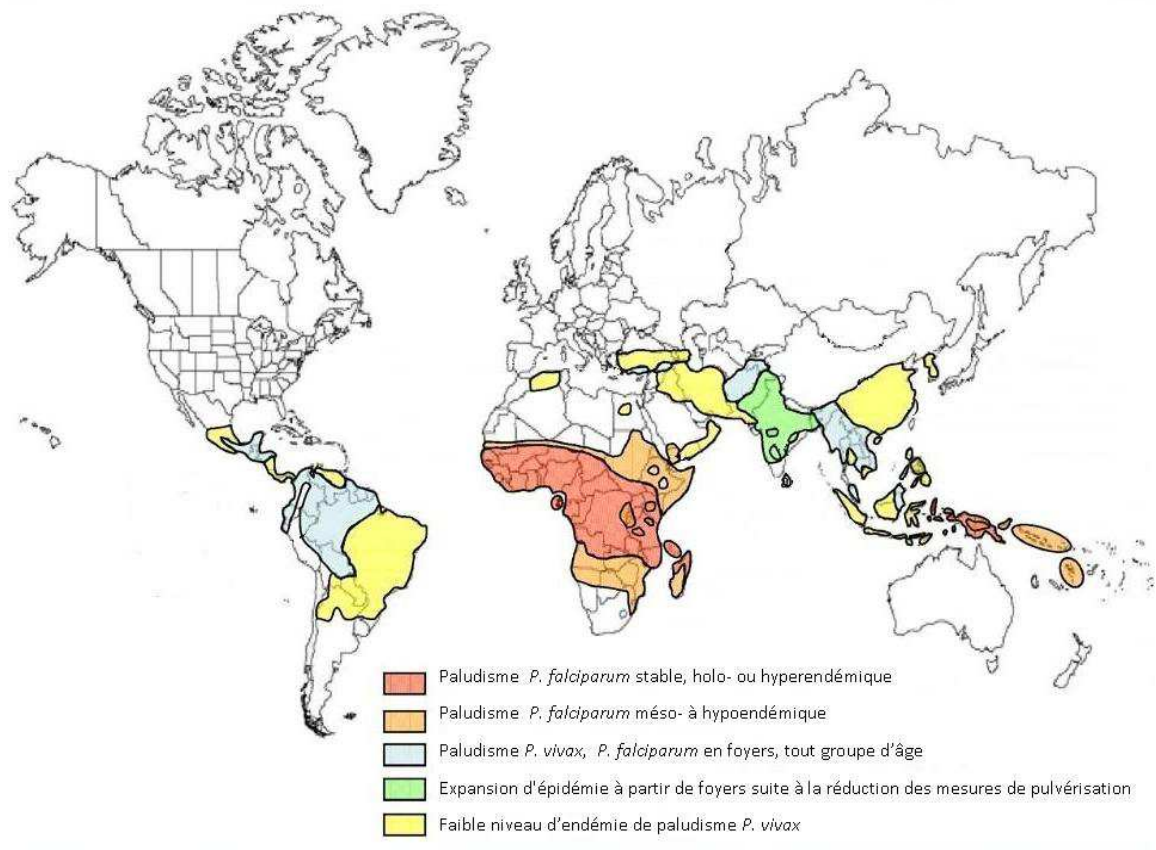 Paludisme P. falciparum stable, holo- ou hyperendémique
Paludisme P. falciparum méso- à hypoendémique
Paludisme P. vivax, P. falciparum en foyers, tout groupe d’âge
Expansion d'épidémie à partir de foyers suite à la réduction des mesures de pulvérisation
Faible niveau d’endémie de paludisme P. vivax